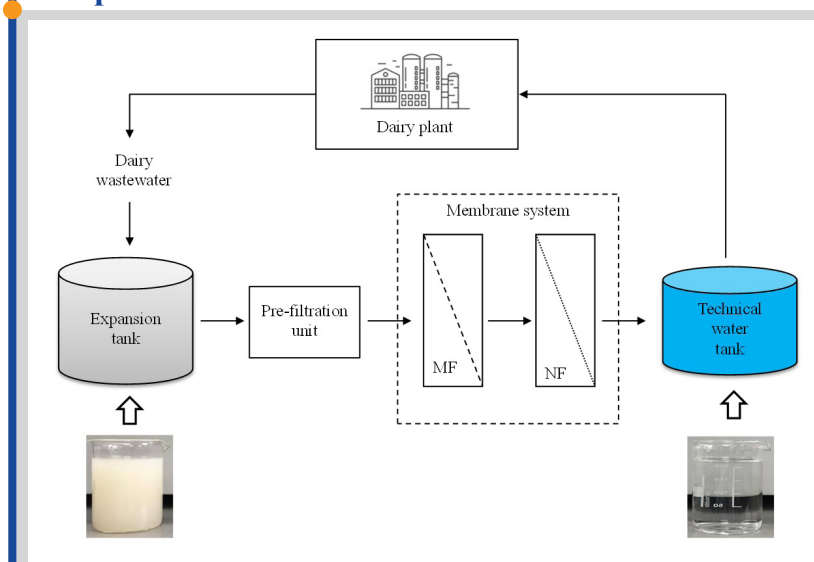 Dairy plant
Dairy
wastewater
Membrane system
Expansion
tank
Pre-filtration
unit
MF
NF
Technical
water
tank